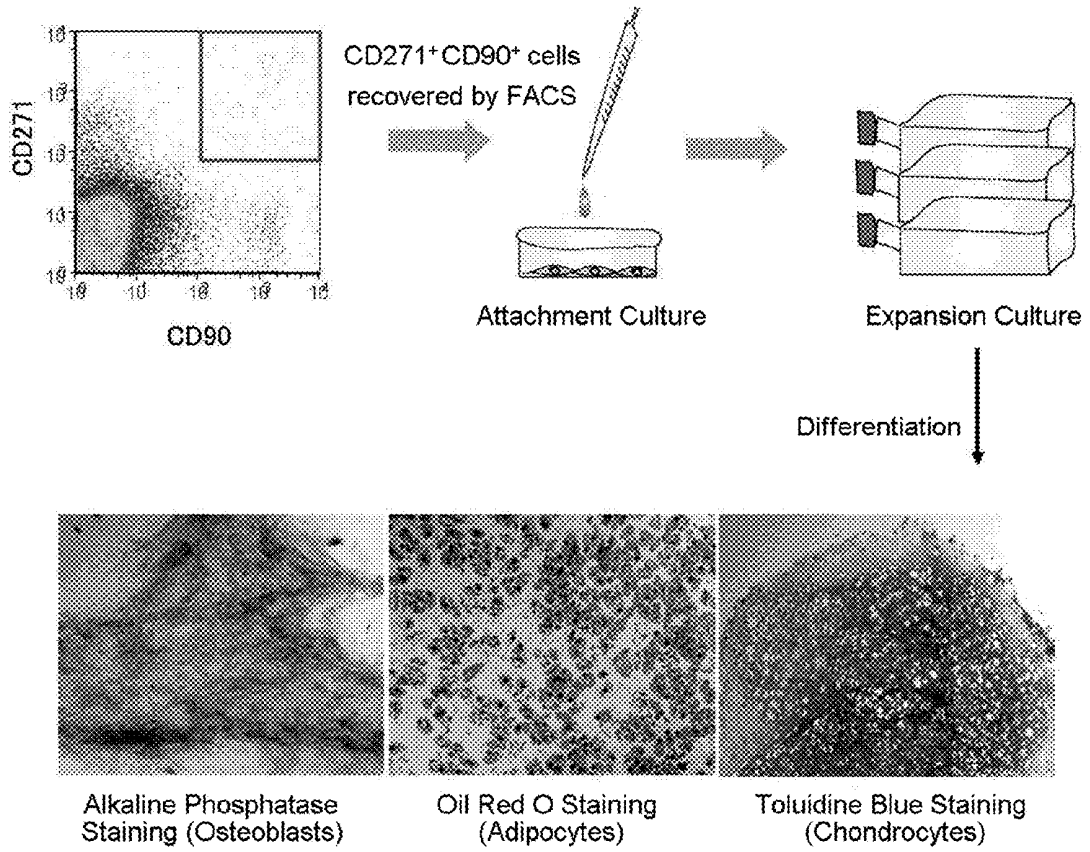 CD271
CD90
CD271⁺CD90⁺ cells
recovered by FACS
Attachment Culture
Expansion Culture
Differentiation
Alkaline Phosphatase
Staining (Osteoblasts)
Oil Red O Staining
(Adipocytes)
Toluidine Blue Staining
(Chondrocytes)